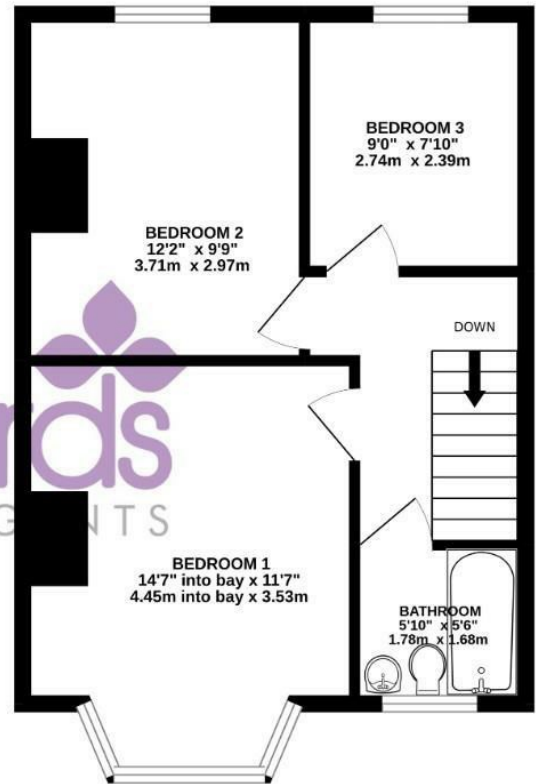 BEDROOM 3
9'0" x 7'10"
2.74m x 2.39m
BEDROOM 2
12'2" x 9'9"
3.71m x 2.97m
DOWN
rds
NTS
BEDROOM 1
14'7" into bay x 11'7"
4.45m into bay x 3.53m
BATHROOM
5'10" x 5'6"
1.78m x 1.68m